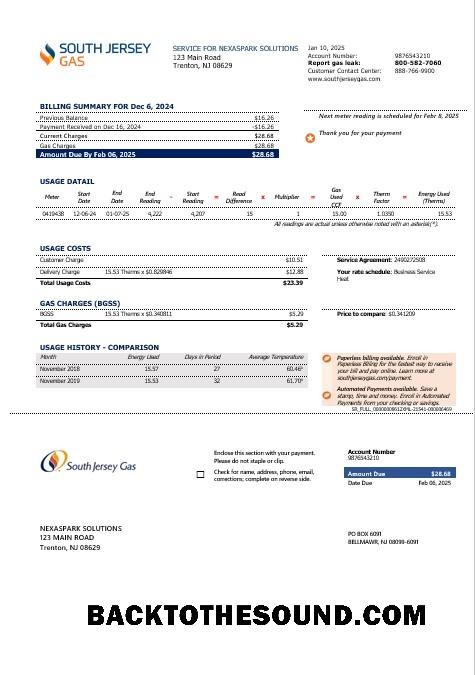 SOUTH JERSEY
GAS
SERVICE FOR NEXASPARK SOLUTIONS
123 Main Road
Trenton, NJ 08629
Jan 10, 2025
Account Number: 9876543210
Report gas leak: 800-582-7060
Customer Contact Center: 888-766-9900
www.southjerseygas.com
BILLING SUMMARY FOR Dec 6, 2024
Previous Balance $16.26
Payment Received on Dec 16, 2024 -$16.26
Current Charges $28.68
Gas Charges $28.68
Amount Due By Feb 06, 2025 $28.68
Next meter reading is scheduled for Febr 8, 2025
Thank you for your payment
USAGE DATAIL
Meter Start Date End Date End Reading - Start Reading = Read Difference x Multiplier = Gas Used CCF x Therm Factor = Energy Used (Therms)
0419438 12-06-24 01-07-25 4,222 4,207 15 1 15.00 1.0350 15.53
All readings are actual unless otherwise noted with an asterisk(*).
USAGE COSTS
Customer Charge $10.51
Delivery Charge 15.53 Therms x $0.829846 $12.88
Total Usage Costs $23.39
Service Agreement: 2490272508
Your rate schedule: Business Service
Heat
GAS CHARGES (BGSS)
BGSS 15.53 Therms x $0.340811 $5.29
Total Gas Charges $5.29
Price to compare: $0.341209
USAGE HISTORY - COMPARISON
Month Energy Used Days in Period Average Temperature
November 2018 15.57 27 60.46°
November 2019 15.53 32 61.70°
Paperless billing available. Enroll in
Paperless Billing for the fastest way to receive
your bill and pay online. Learn more at
southjerseygas.com/payment.
Automated Payments available. Save a
stamp, time and money. Enroll in Automated
Payments from your checking or savings.
South Jersey Gas
Enclose this section with your payment.
Please do not staple or clip.
Check for name, address, phone, email,
corrections; complete on reverse side.
Account Number
9876543210
Amount Due $28.68
Date Due Feb 06, 2025
NEXASPARK SOLUTIONS
123 MAIN ROAD
Trenton, NJ 08629
PO BOX 6091
BELLMAWR, NJ 08099-6091
BACKTOTHESOUND.COM